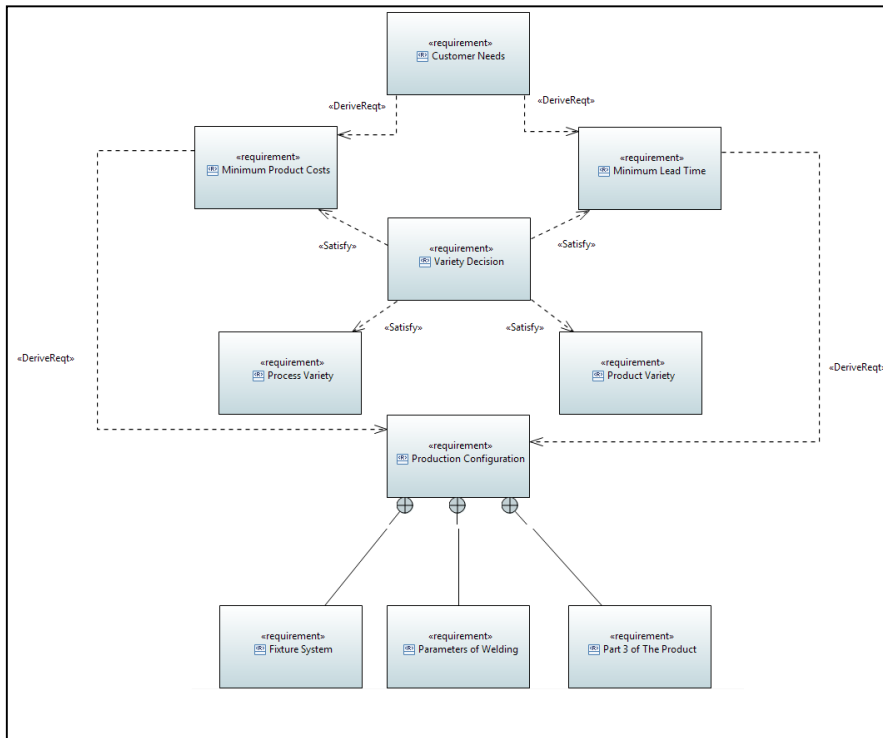 «requirement»
Customer Needs
«DeriveReqt»
«DeriveReqt»
«requirement»
Minimum Product Costs
«requirement»
Minimum Lead Time
«requirement»
Variety Decision
«Satisfy»
«Satisfy»
«Satisfy»
«Satisfy»
«DeriveReqt»
«DeriveReqt»
«requirement»
Process Variety
«requirement»
Product Variety
«requirement»
Production Configuration
«requirement»
Fixture System
«requirement»
Parameters of Welding
«requirement»
Part 3 of The Product